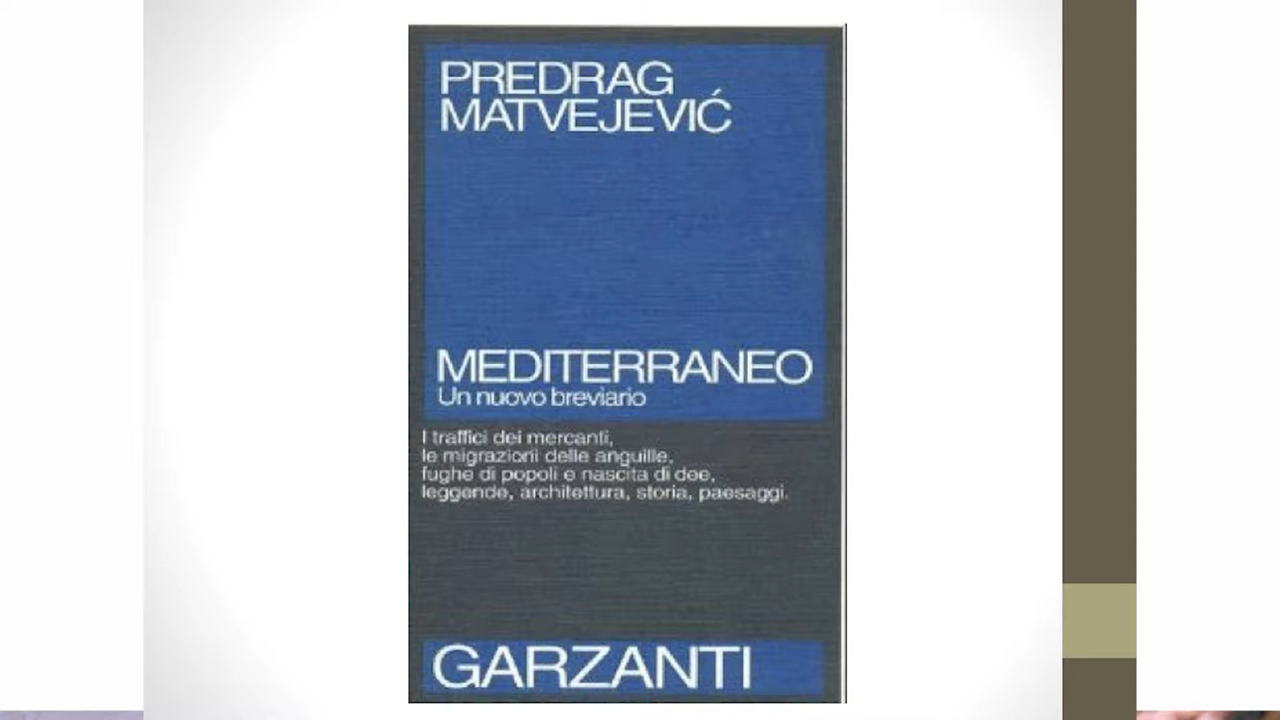 PREDRAG
MATVEJEVIĆ
MEDITERRANEO
Un nuovo breviario
I traffici dei mercanti,
le migrazioni delle anguille,
fughe di popoli e nascita di dee,
leggende, architettura, storia, paesaggi.
GARZANTI